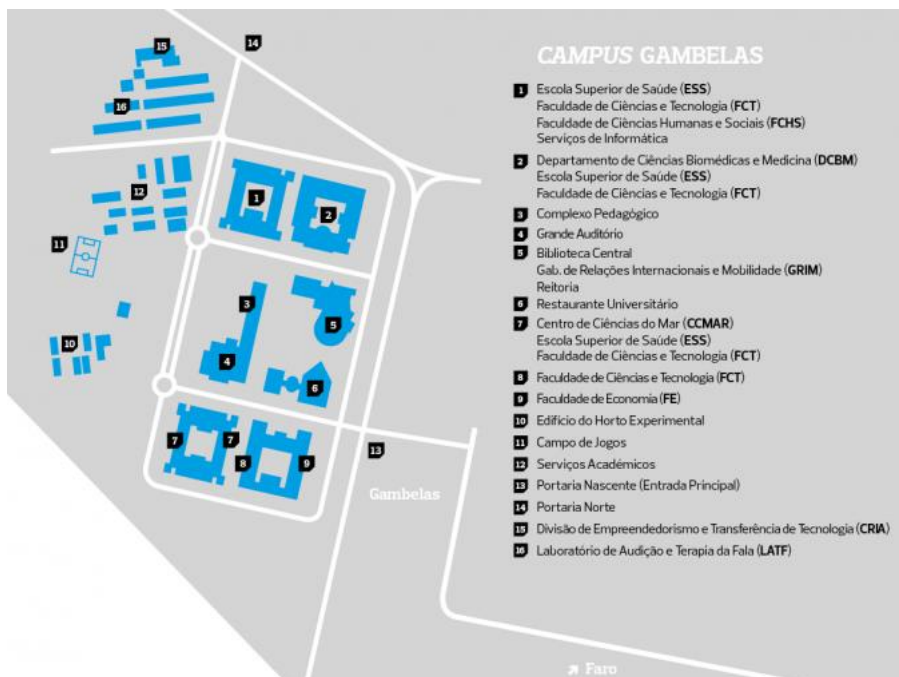 CAMPUS GAMBELAS
1 Escola Superior de Saúde (ESS)
Faculdade de Ciências e Tecnologia (FCT)
Faculdade de Ciências Humanas e Sociais (FCHS)
Serviços de Informática
2 Departamento de Ciências Biomédicas e Medicina (DCBM)
Escola Superior de Saúde (ESS)
Faculdade de Ciências e Tecnologia (FCT)
3 Complexo Pedagógico
4 Grande Auditório
5 Biblioteca Central
Gab. de Relações Internacionais e Mobilidade (GRIM)
Reitoria
6 Restaurante Universitário
7 Centro de Ciências do Mar (CCMAR)
Escola Superior de Saúde (ESS)
Faculdade de Ciências e Tecnologia (FCT)
8 Faculdade de Ciências e Tecnologia (FCT)
9 Faculdade de Economia (FE)
10 Edifício do Horto Experimental
11 Campo de Jogos
12 Serviços Académicos
13 Portaria Nascente (Entrada Principal)
14 Portaria Norte
15 Divisão de Empreendedorismo e Transferência de Tecnologia (CRIA)
16 Laboratório de Audição e Terapia da Fala (LATF)
15
14
16
12
1
2
11
3
5
10
4
6
7
7
8
9
13
Gambelas
Faro